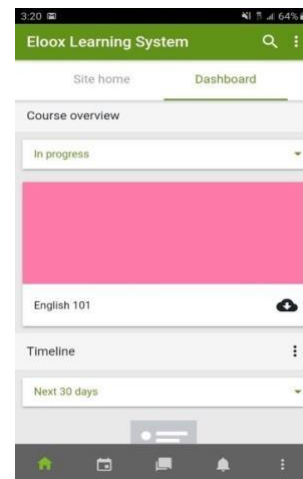 3:20 64%
Eloox Learning System
Site home Dashboard
Course overview
In progress
English 101
Timeline
Next 30 days